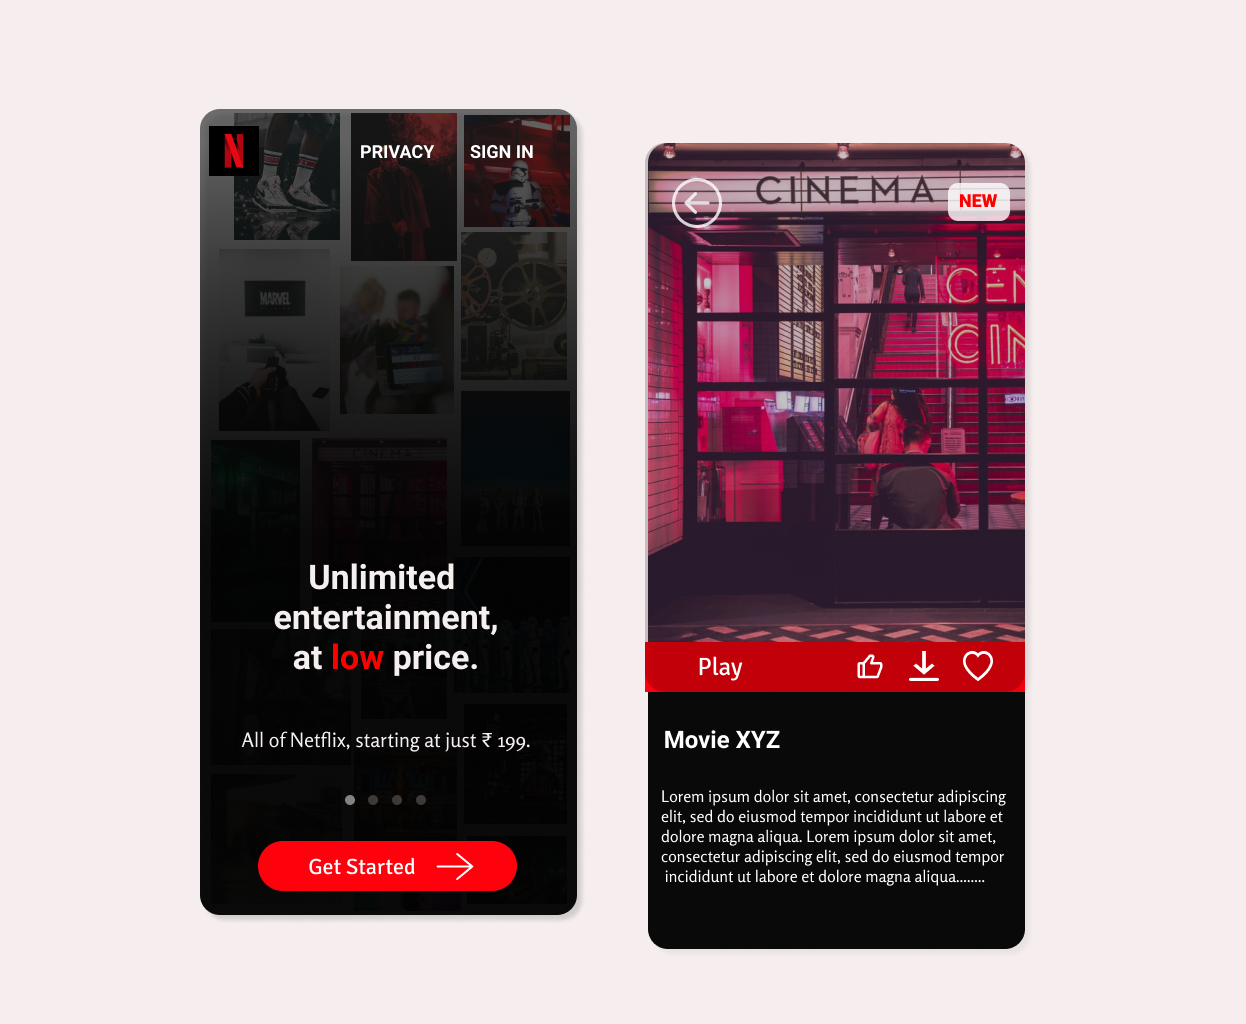 N
PRIVACY
SIGN IN
MARVEL
CINEMA
Unlimited
entertainment,
at low price.
All of Netflix, starting at just ₹ 199.
Get Started
CINEMA
NEW
CEN
CIN
Play
Movie XYZ
Lorem ipsum dolor sit amet, consectetur adipiscing
elit, sed do eiusmod tempor incididunt ut labore et
dolore magna aliqua. Lorem ipsum dolor sit amet,
consectetur adipiscing elit, sed do eiusmod tempor
incididunt ut labore et dolore magna aliqua........